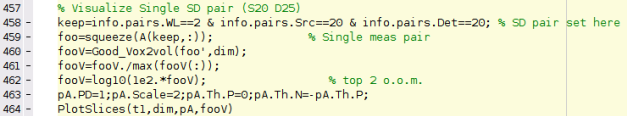 457 % Visualize Single SD pair (S20 D25)
458 - keep=info.pairs.WL==2 & info.pairs.Src==20 & info.pairs.Det==20; % SD pair set here
459 - foo=squeeze(A(keep,:)); % Single meas pair
460 - fooV=Good_Vox2vol(foo',dim);
461 - fooV=fooV./max(fooV(:));
462 - fooV=log10(1e2.*fooV); % top 2 o.o.m.
463 - pA.PD=1;pA.Scale=2;pA.Th.P=0;pA.Th.N=-pA.Th.P;
464 - PlotSlices(t1,dim,pA,fooV)